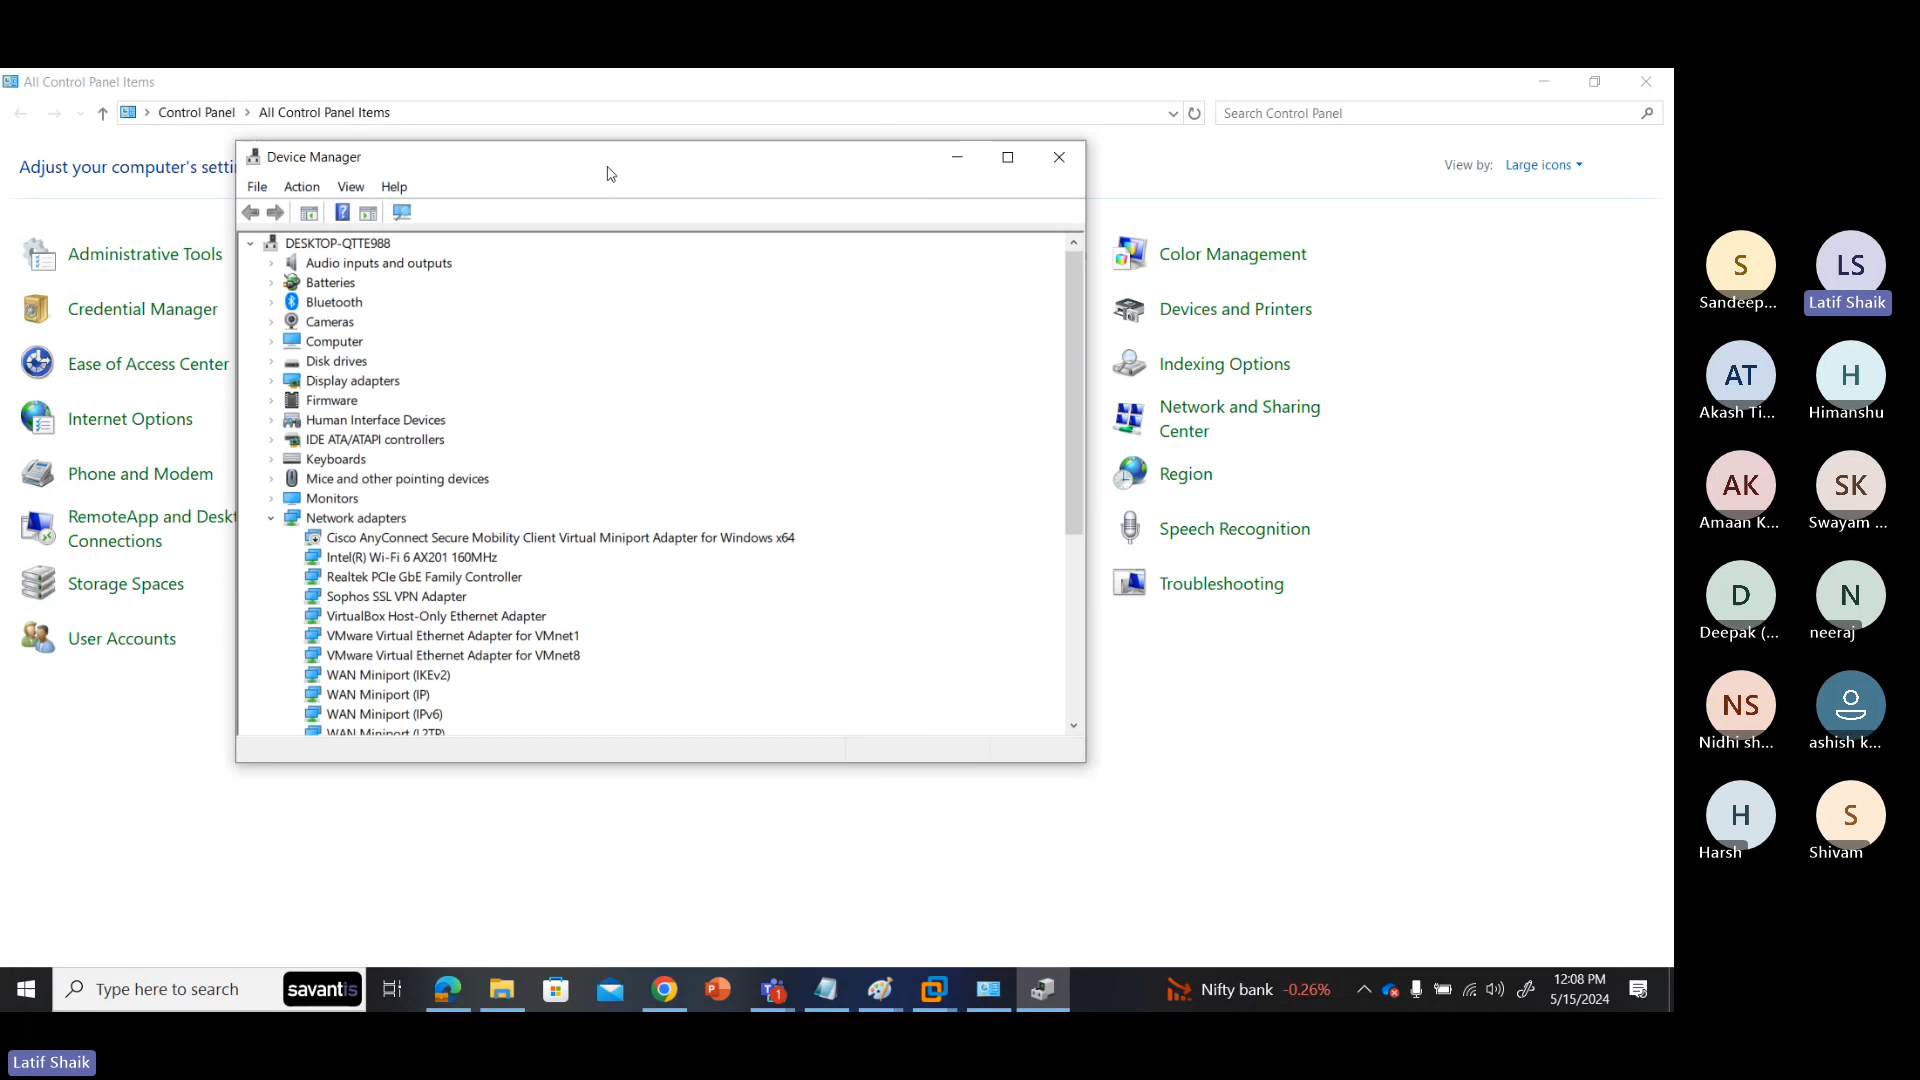 All Control Panel Items
Control Panel > All Control Panel Items
Search Control Panel
Adjust your computer's setti
View by: Large icons
Device Manager
File Action View Help
DESKTOP-QTTE988
Audio inputs and outputs
Batteries
Bluetooth
Cameras
Computer
Disk drives
Display adapters
Firmware
Human Interface Devices
IDE ATA/ATAPI controllers
Keyboards
Mice and other pointing devices
Monitors
Network adapters
Cisco AnyConnect Secure Mobility Client Virtual Miniport Adapter for Windows x64
Intel(R) Wi-Fi 6 AX201 160MHz
Realtek PCIe GbE Family Controller
Sophos SSL VPN Adapter
VirtualBox Host-Only Ethernet Adapter
VMware Virtual Ethernet Adapter for VMnet1
VMware Virtual Ethernet Adapter for VMnet8
WAN Miniport (IKEv2)
WAN Miniport (IP)
WAN Miniport (IPv6)
WAN Miniport (L2TP)
Administrative Tools
Credential Manager
Ease of Access Center
Internet Options
Phone and Modem
RemoteApp and Deskt
Connections
Storage Spaces
User Accounts
Color Management
Devices and Printers
Indexing Options
Network and Sharing
Center
Region
Speech Recognition
Troubleshooting
S
Sandeep...
LS
Latif Shaik
AT
Akash Ti...
H
Himanshu
AK
Amaan K...
SK
Swayam ...
D
Deepak (...
N
neeraj
NS
Nidhi sh...
ashish k...
H
Harsh
S
Shivam
Type here to search
savantis
Nifty bank -0.26%
12:08 PM
5/15/2024
Latif Shaik